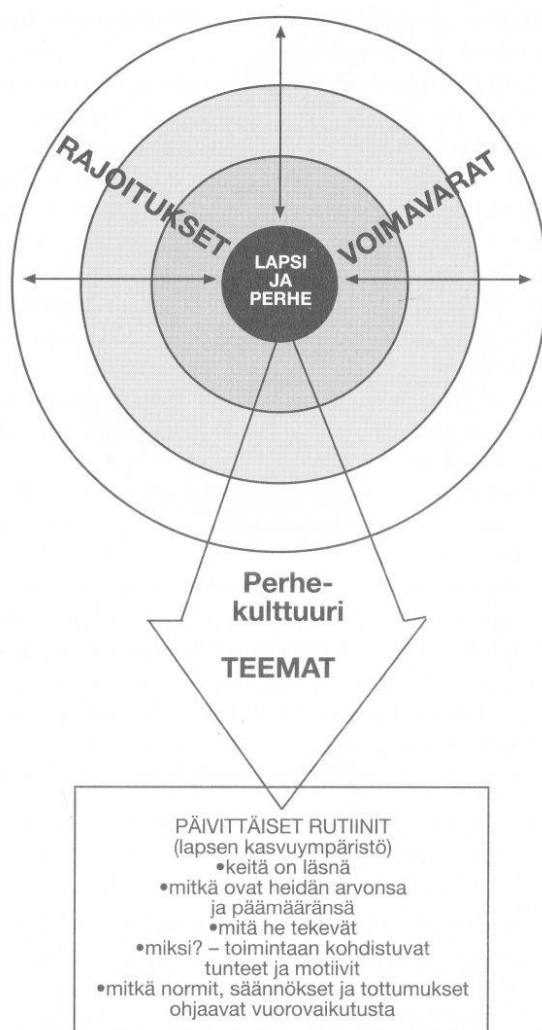 RAJOITUKSET
VOIMAVARAT
LAPSI
JA
PERHE
Perhe-
kulttuuri
TEEMAT
PÄIVITTÄISET RUTIINIT
(lapsen kasvuympäristö)
•keitä on läsnä
•mitkä ovat heidän arvonsa
ja päämääränsä
•mitä he tekevät
•miksi? – toimintaan kohdistuvat
tunteet ja motiivit
•mitkä normit, säännökset ja tottumukset
ohjaavat vuorovaikutusta